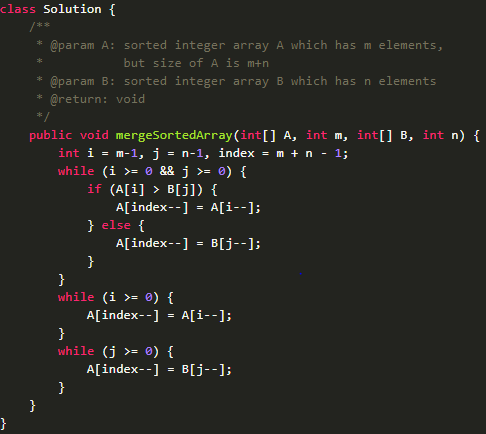 class Solution {
    /**
     * @param A: sorted integer array A which has m elements,
     *           but size of A is m+n
     * @param B: sorted integer array B which has n elements
     * @return: void
     */
    public void mergeSortedArray(int[] A, int m, int[] B, int n) {
        int i = m-1, j = n-1, index = m + n - 1;
        while (i >= 0 && j >= 0) {
            if (A[i] > B[j]) {
                A[index--] = A[i--];
            } else {
                A[index--] = B[j--];
            }
        }
        while (i >= 0) {
            A[index--] = A[i--];
        }
        while (j >= 0) {
            A[index--] = B[j--];
        }
    }
}